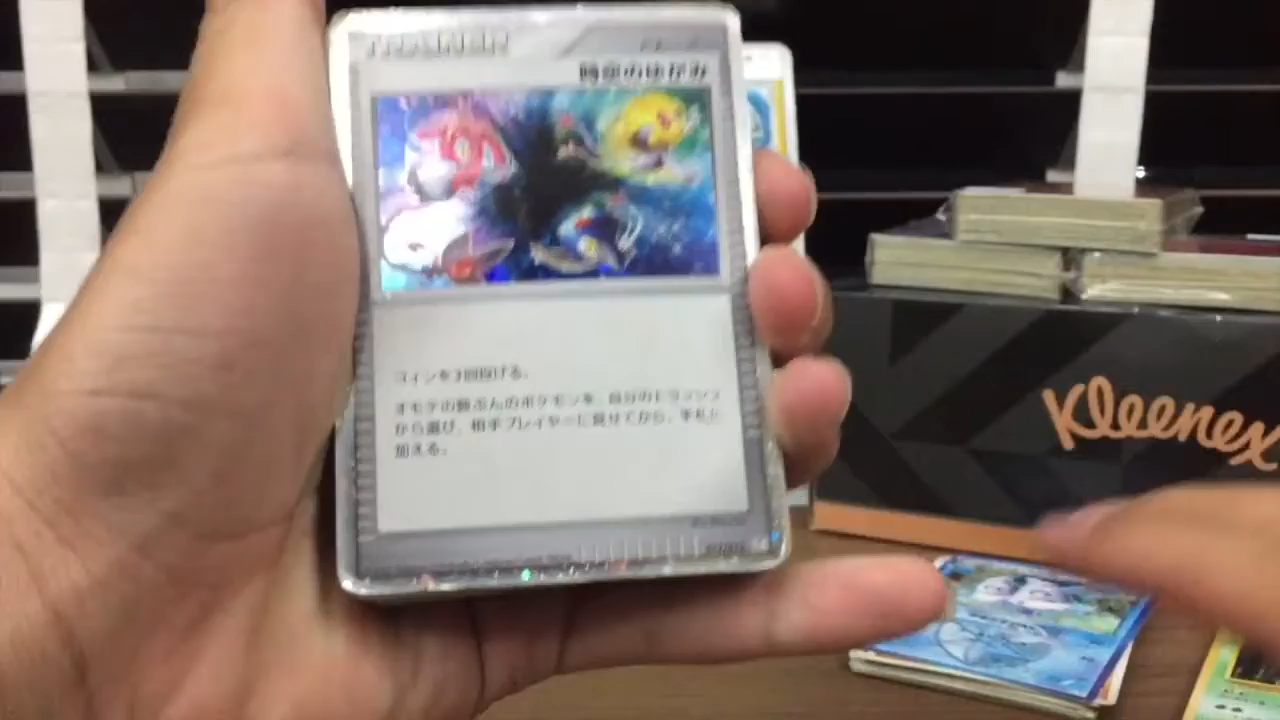 TRAINER
時空のゆがみ
コインを3回投げる。
オモテの数ぶんのポケモンを、自分のトラッシュ
から選び、相手プレイヤーに見せてから、手札に
加える。
Kleenex